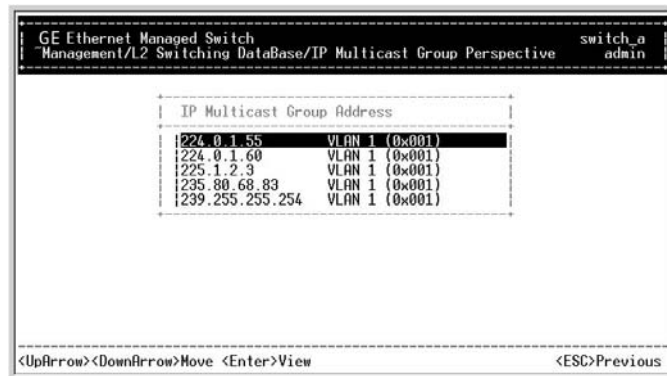 GE Ethernet Managed Switch switch_a
Management/L2 Switching DataBase/IP Multicast Group Perspective admin
IP Multicast Group Address
224.0.1.55 VLAN 1 (0x001)
224.0.1.60 VLAN 1 (0x001)
225.1.2.3 VLAN 1 (0x001)
235.80.68.83 VLAN 1 (0x001)
239.255.255.254 VLAN 1 (0x001)
<UpArrow><DownArrow>Move <Enter>View <ESC>Previous